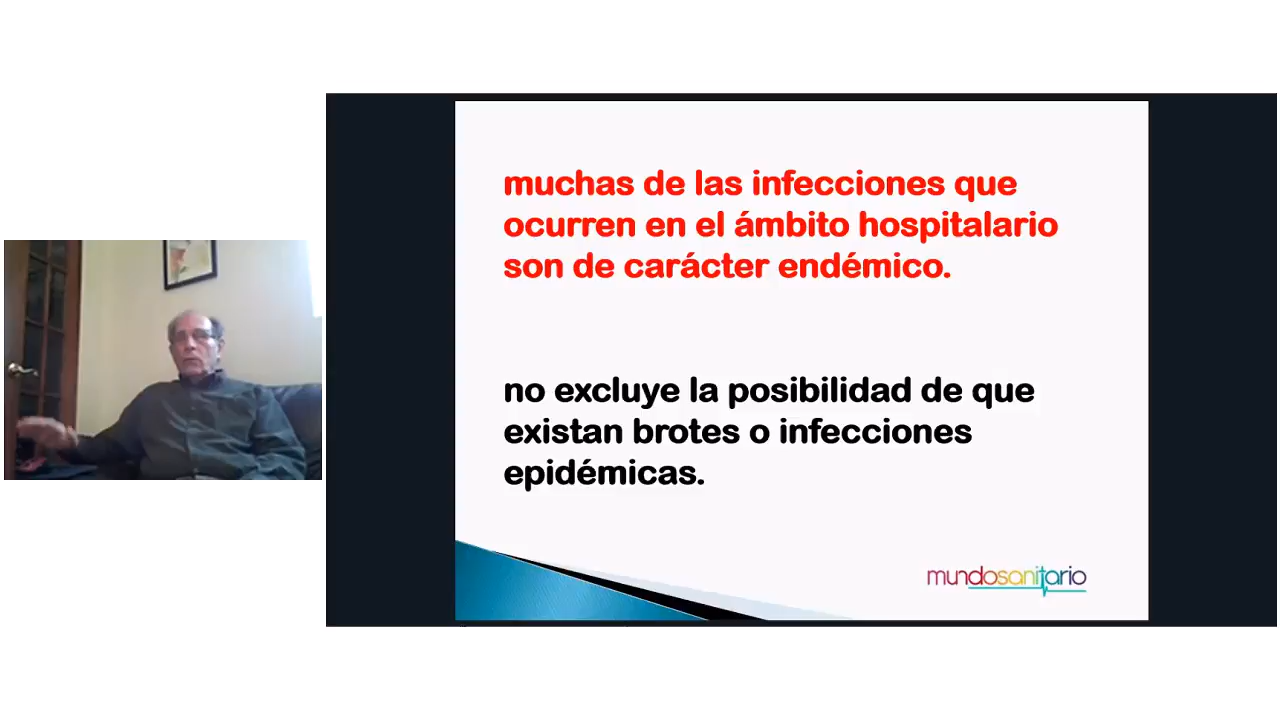 muchas de las infecciones que
ocurren en el ámbito hospitalario
son de carácter endémico.
no excluye la posibilidad de que
existan brotes o infecciones
epidémicas.
mundosanitario